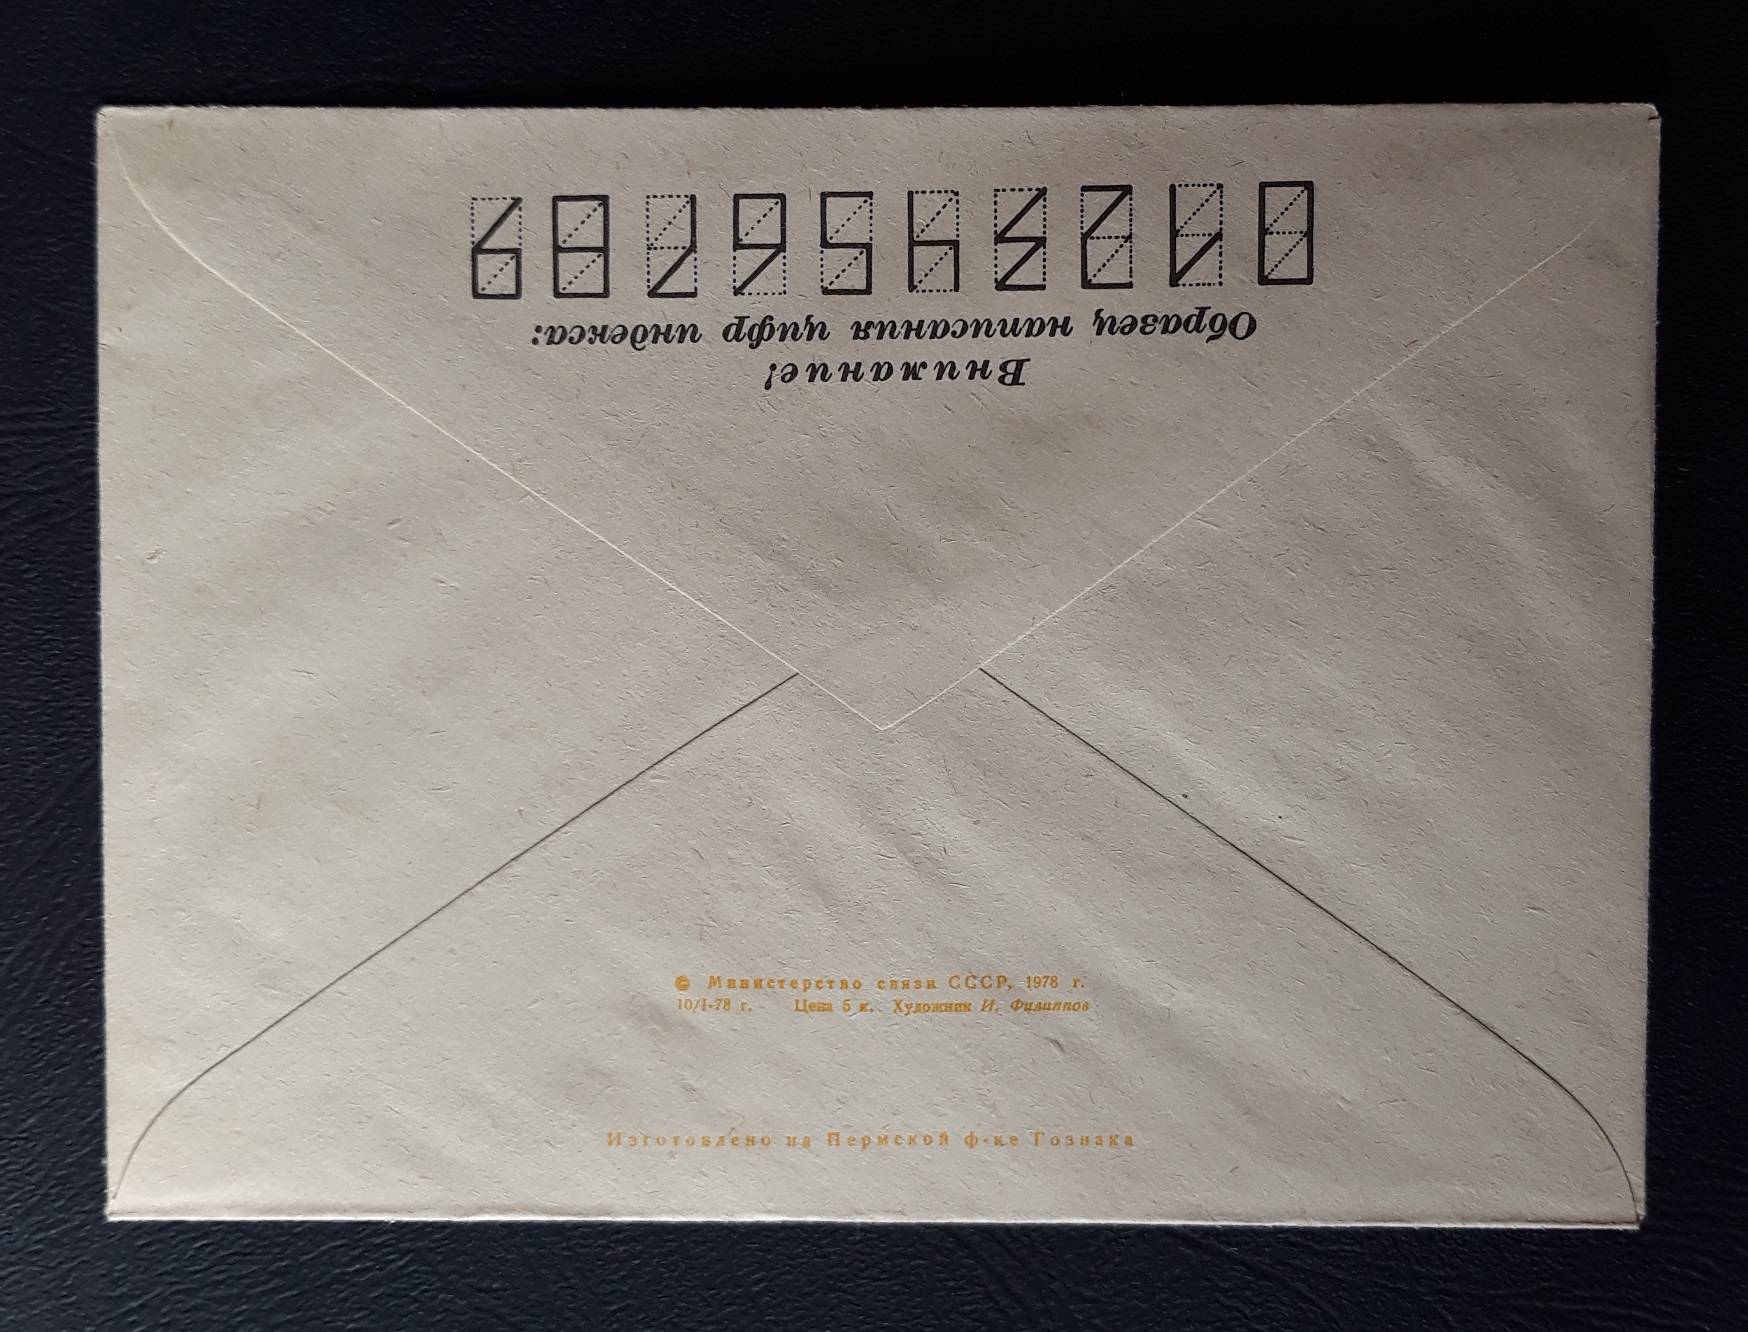 Внимание!
Образец написания цифр индекса:
0123456789
© Министерство связи СССР, 1978 г.
10/I-78 г. Цена 5 к. Художник И. Филиппов
Изготовлено на Пермской ф-ке Гознака